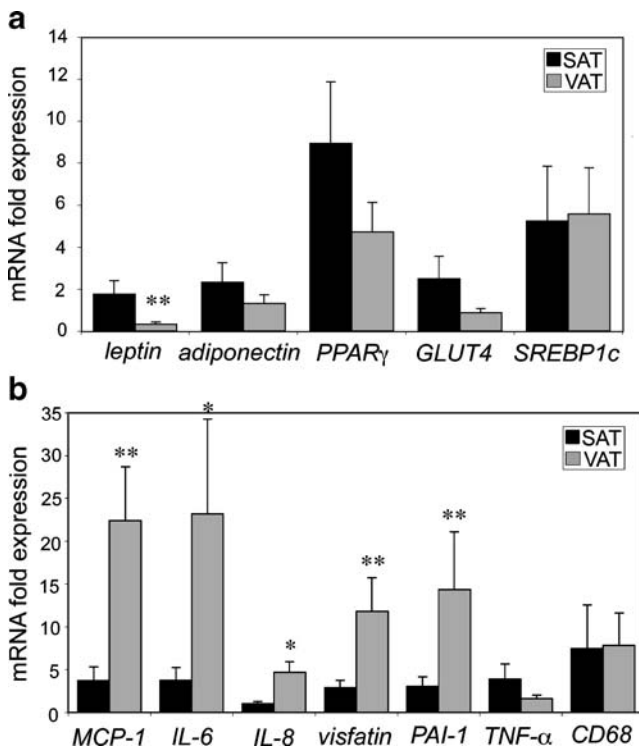 a
mRNA fold expression
14
12
10
8
6
4
2
0
SAT
VAT
**
leptin adiponectin PPARγ GLUT4 SREBP1c
b
mRNA fold expression
35
30
25
20
15
10
5
0
SAT
VAT
** * * ** **
MCP-1 IL-6 IL-8 visfatin PAI-1 TNF-α CD68